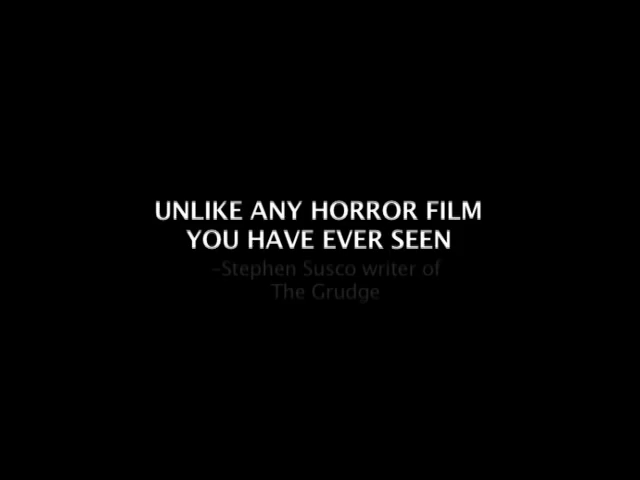 UNLIKE ANY HORROR FILM
YOU HAVE EVER SEEN
–Stephen Susco writer of
The Grudge